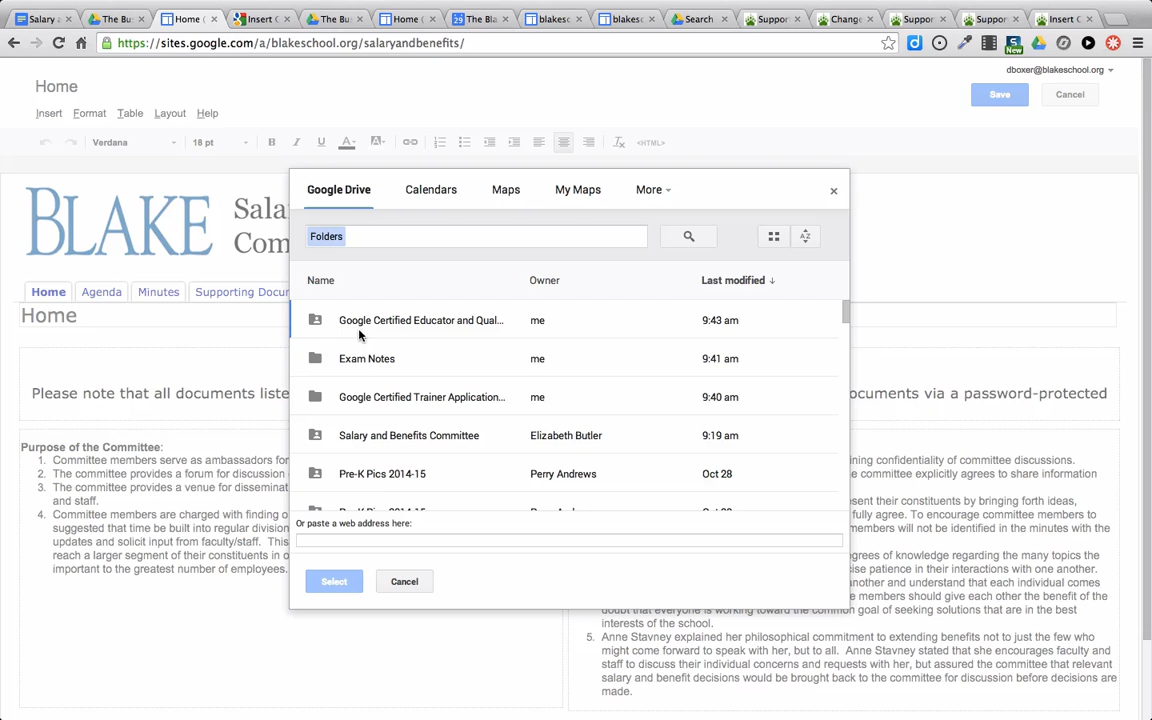 Salary a
The Bus
Home (
Insert C
The Bus
Home (
The Bla
blakesc
blakesc
Search
Suppor
Change
Suppor
Suppor
Insert C
https://sites.google.com/a/blakeschool.org/salaryandbenefits/
New
dboxer@blakeschool.org
Home
Save
Cancel
Insert Format Table Layout Help
Verdana
18 pt
B I U A A
<HTML>
BLAKE
Sala
Com
Google Drive
Calendars
Maps
My Maps
More
×
Folders
AZ
Name
Owner
Last modified ↓
Google Certified Educator and Qual... me 9:43 am
Exam Notes me 9:41 am
Google Certified Trainer Application... me 9:40 am
Salary and Benefits Committee Elizabeth Butler 9:19 am
Pre-K Pics 2014-15 Perry Andrews Oct 28
Or paste a web address here:
Select
Cancel
Home
Agenda
Minutes
Supporting Docu
Home
Please note that all documents liste
ocuments via a password-protected
Purpose of the Committee:
1. Committee members serve as ambassadors for
2. The committee provides a forum for discussion
3. The committee provides a venue for disseminat
and staff.
4. Committee members are charged with finding o
suggested that time be built into regular division
updates and solicit input from faculty/staff. This
reach a larger segment of their constituents in o
important to the greatest number of employees.
ining confidentiality of committee discussions.
e committee explicitly agrees to share information
esent their constituents by bringing forth ideas,
fully agree. To encourage committee members to
members will not be identified in the minutes with the
egrees of knowledge regarding the many topics the
cise patience in their interactions with one another.
another and understand that each individual comes
e members should give each other the benefit of the
doubt that everyone is working toward the common goal of seeking solutions that are in the best
interests of the school.
5. Anne Stavney explained her philosophical commitment to extending benefits not to just the few who
might come forward to speak with her, but to all. Anne Stavney stated that she encourages faculty and
staff to discuss their individual concerns and requests with her, but assured the committee that relevant
salary and benefit decisions would be brought back to the committee for discussion before decisions are
made.